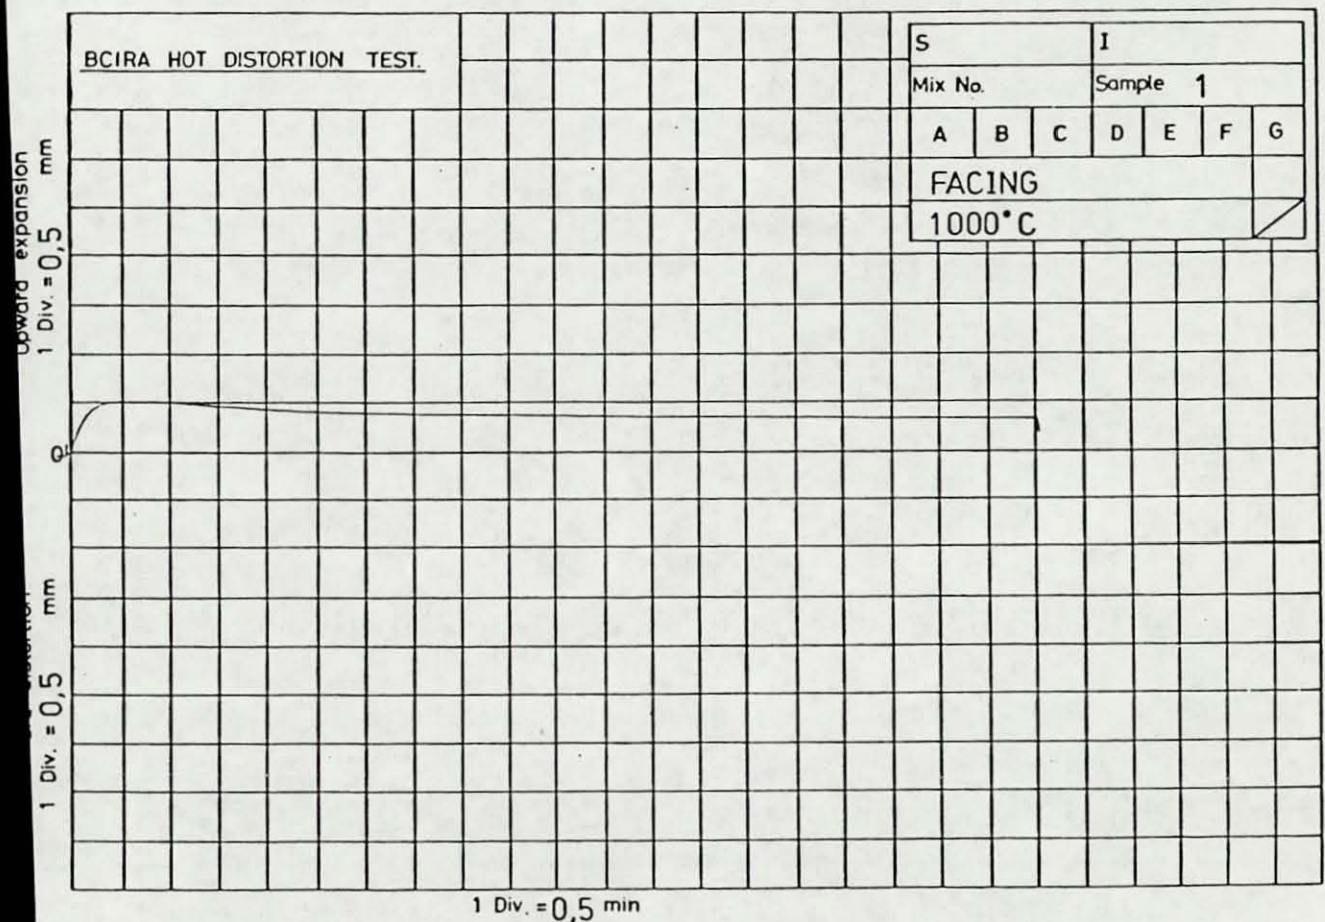 BCIRA HOT DISTORTION TEST.
S I
Mix No. Sample 1
A B C D E F G
FACING
1000°C
Upward expansion
1 Div. = 0,5 mm
0
1 Div. = 0,5 mm
1 Div. = 0,5 min